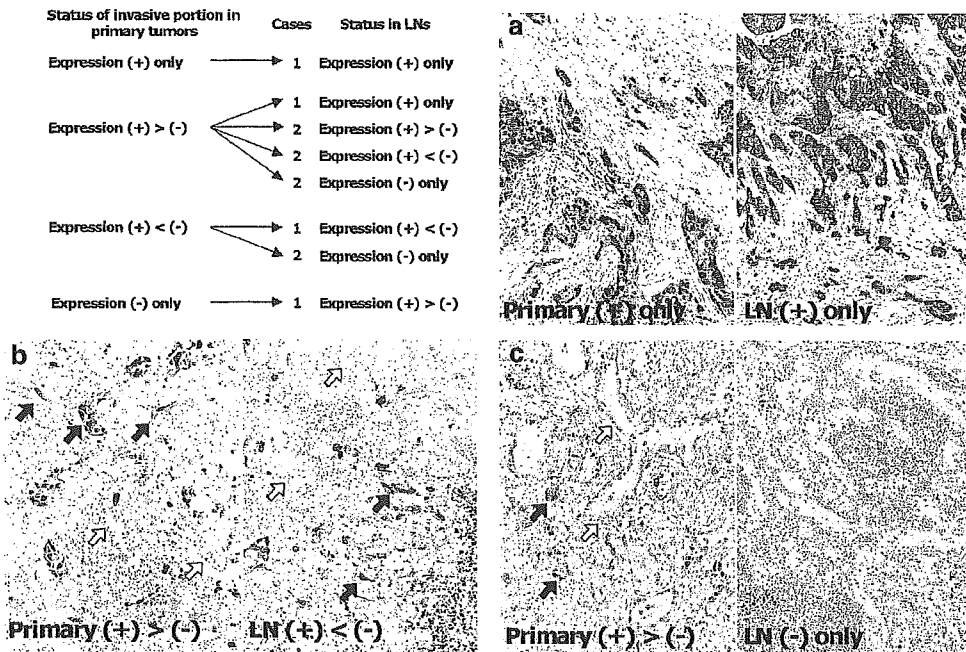 Status of invasive portion in primary tumors
Cases
Status in LNs
Expression (+) only
1 Expression (+) only
Expression (+) > (-)
1 Expression (+) only
2 Expression (+) > (-)
2 Expression (+) < (-)
2 Expression (-) only
Expression (+) < (-)
1 Expression (+) < (-)
2 Expression (-) only
Expression (-) only
1 Expression (+) > (-)
a
Primary (+) only
LN (+) only
b
Primary (+) > (-)
LN (+) < (-)
c
Primary (+) > (-)
LN (-) only